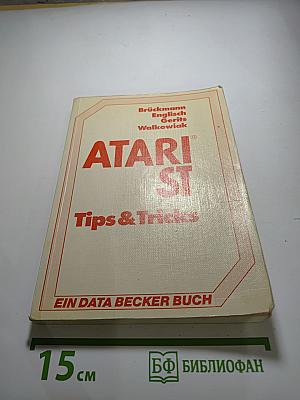 Brückmann
Englisch
Gerits
Walkowiak
ATARI®
ST
Tips & Tricks
EIN DATA BECKER BUCH
15 см
БФ БИБЛИОФАН